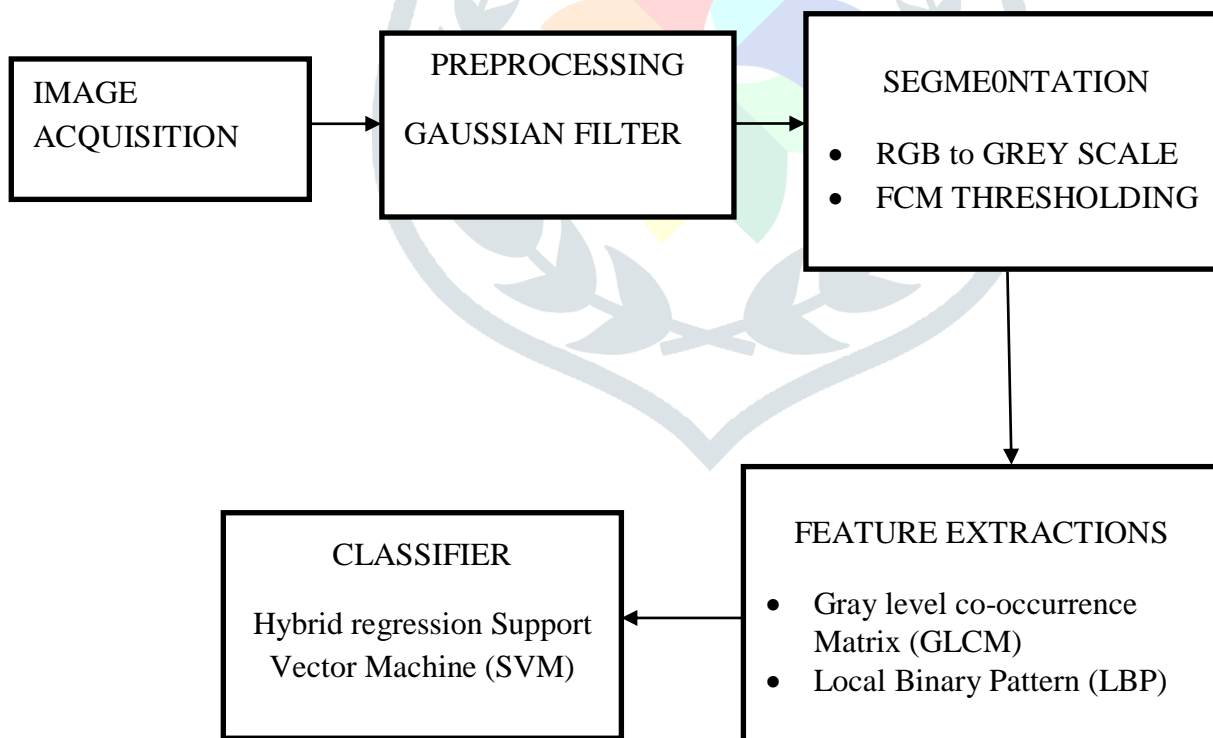 IMAGE
ACQUISITION
PREPROCESSING
GAUSSIAN FILTER
SEGME0NTATION
• RGB to GREY SCALE
• FCM THRESHOLDING
FEATURE EXTRACTIONS
• Gray level co-occurrence
Matrix (GLCM)
• Local Binary Pattern (LBP)
CLASSIFIER
Hybrid regression Support
Vector Machine (SVM)